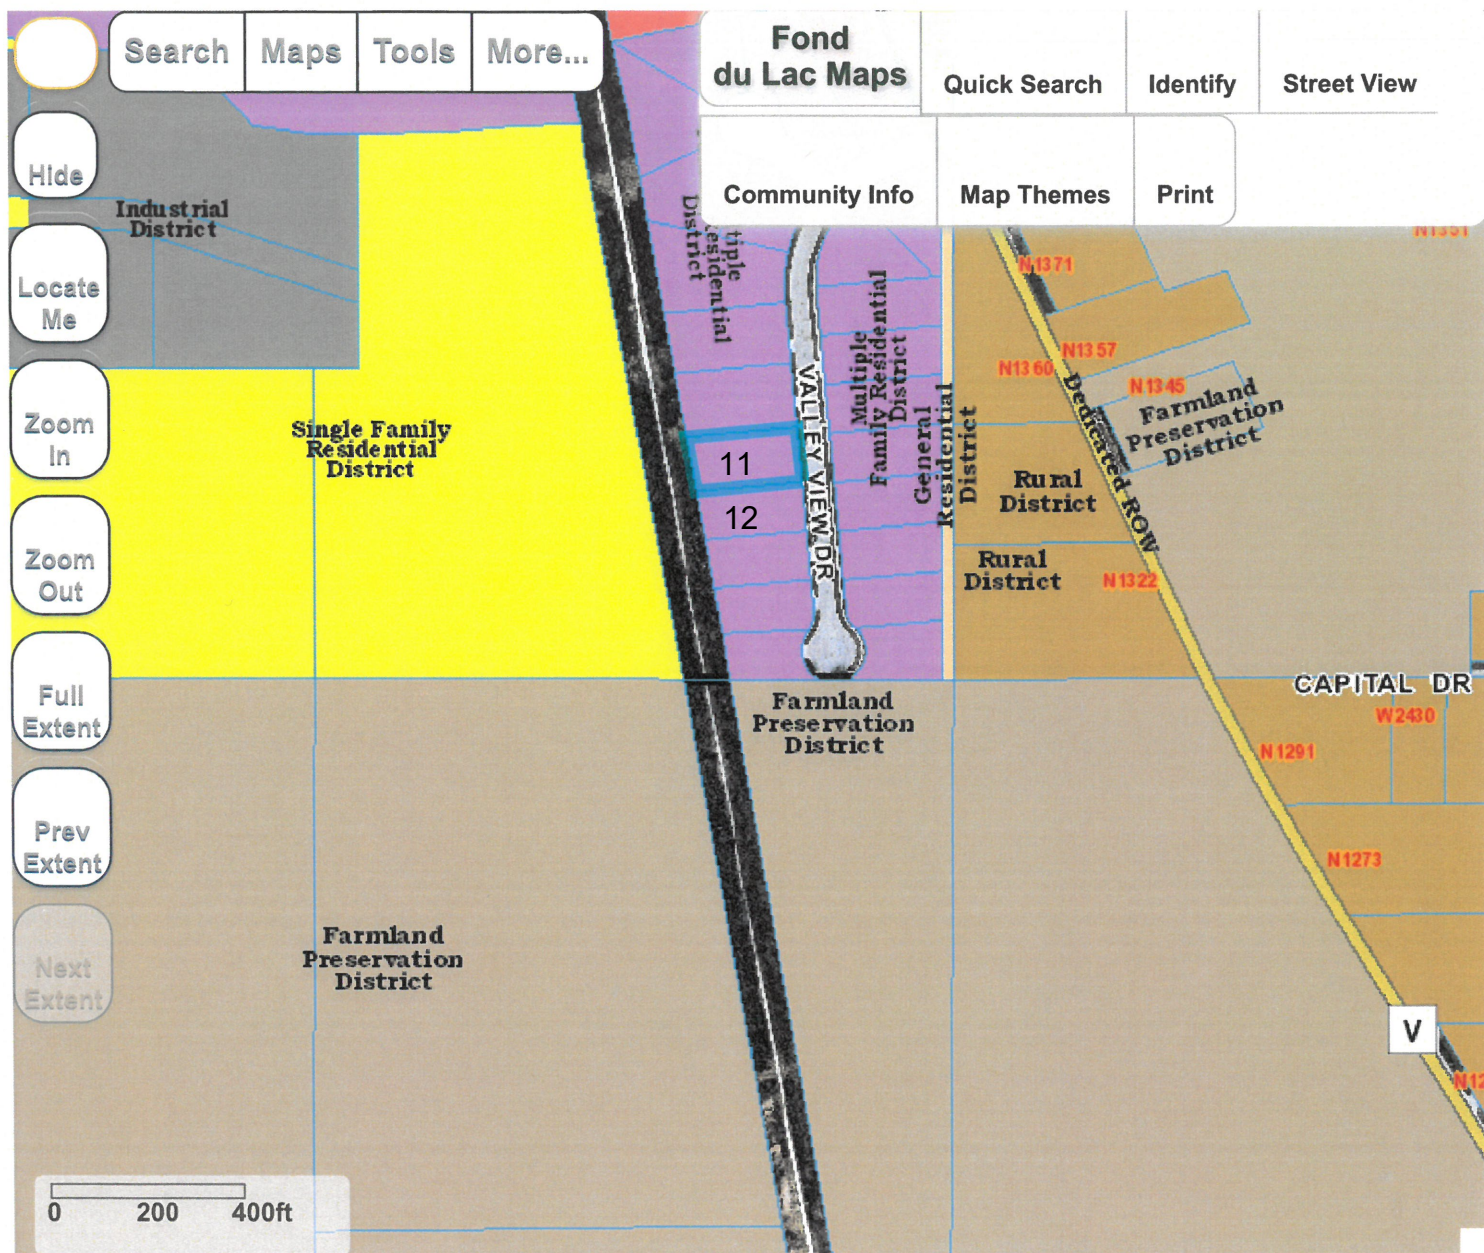 Search
Maps
Tools
More...
Fond
du Lac Maps
Quick Search
Identify
Street View
Community Info
Map Themes
Print
Hide
Locate
Me
Zoom
In
Zoom
Out
Full
Extent
Prev
Extent
Next
Extent
Industrial
District
Single Family
Residential
District
Residential
District
Multiple
Family Residential
District
General
Residential
District
VALLEY VIEW DR
11
12
N1351
N1371
N1357
N1360
N1345
Dedicated ROW
Farmland
Preservation
District
Rural
District
Rural
District
N1322
CAPITAL DR
W2430
N1291
N1273
Farmland
Preservation
District
Farmland
Preservation
District
V
0 200 400ft